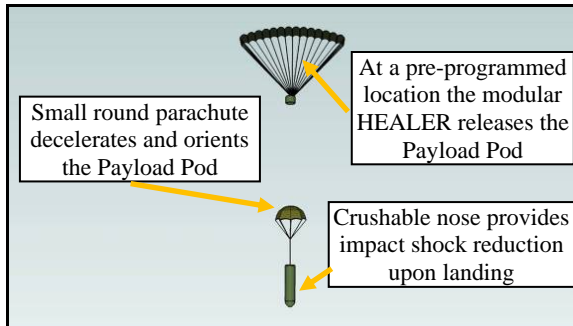 At a pre-programmed
location the modular
HEALER releases the
Payload Pod
Small round parachute
decelerates and orients
the Payload Pod
Crushable nose provides
impact shock reduction
upon landing